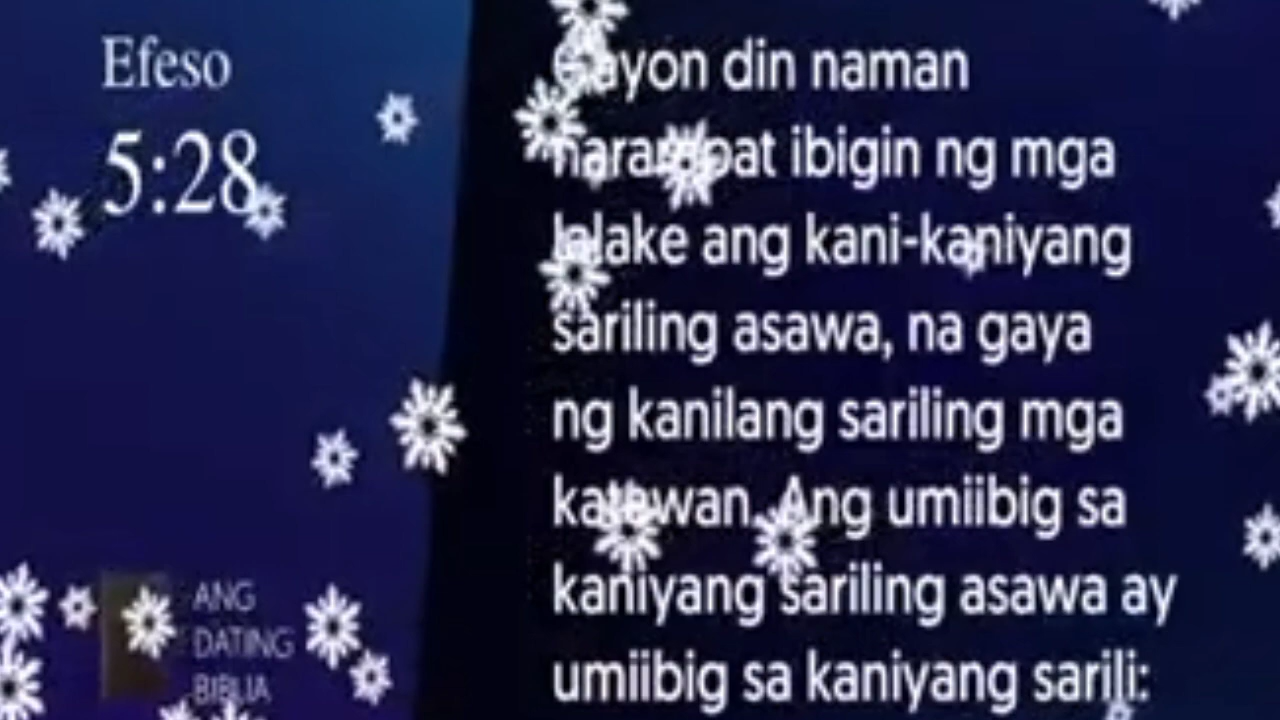 Efeso
5:28
Gayon din naman
nararapat ibigin ng mga
lalake ang kani-kaniyang
sariling asawa, na gaya
ng kanilang sariling mga
katawan. Ang umiibig sa
kaniyang sariling asawa ay
umiibig sa kaniyang sarili:
ANG
DATING
BIBLIA